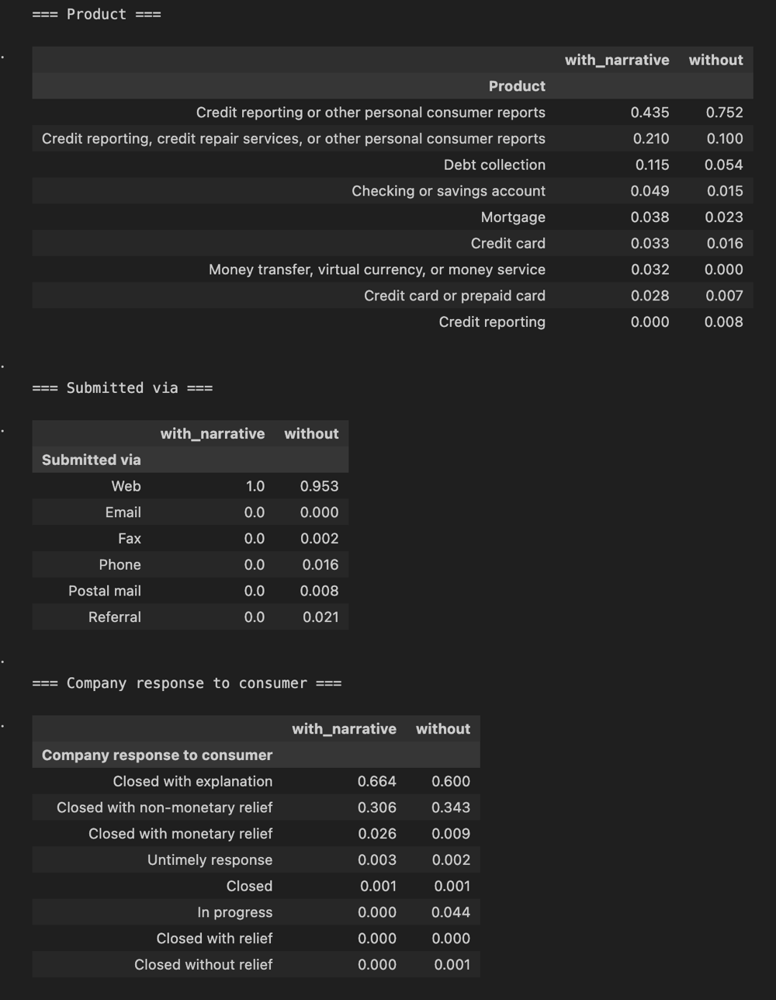 === Product ===
with_narrative without
Product
Credit reporting or other personal consumer reports 0.435 0.752
Credit reporting, credit repair services, or other personal consumer reports 0.210 0.100
Debt collection 0.115 0.054
Checking or savings account 0.049 0.015
Mortgage 0.038 0.023
Credit card 0.033 0.016
Money transfer, virtual currency, or money service 0.032 0.000
Credit card or prepaid card 0.028 0.007
Credit reporting 0.000 0.008
=== Submitted via ===
with_narrative without
Submitted via
Web 1.0 0.953
Email 0.0 0.000
Fax 0.0 0.002
Phone 0.0 0.016
Postal mail 0.0 0.008
Referral 0.0 0.021
=== Company response to consumer ===
with_narrative without
Company response to consumer
Closed with explanation 0.664 0.600
Closed with non-monetary relief 0.306 0.343
Closed with monetary relief 0.026 0.009
Untimely response 0.003 0.002
Closed 0.001 0.001
In progress 0.000 0.044
Closed with relief 0.000 0.000
Closed without relief 0.000 0.001